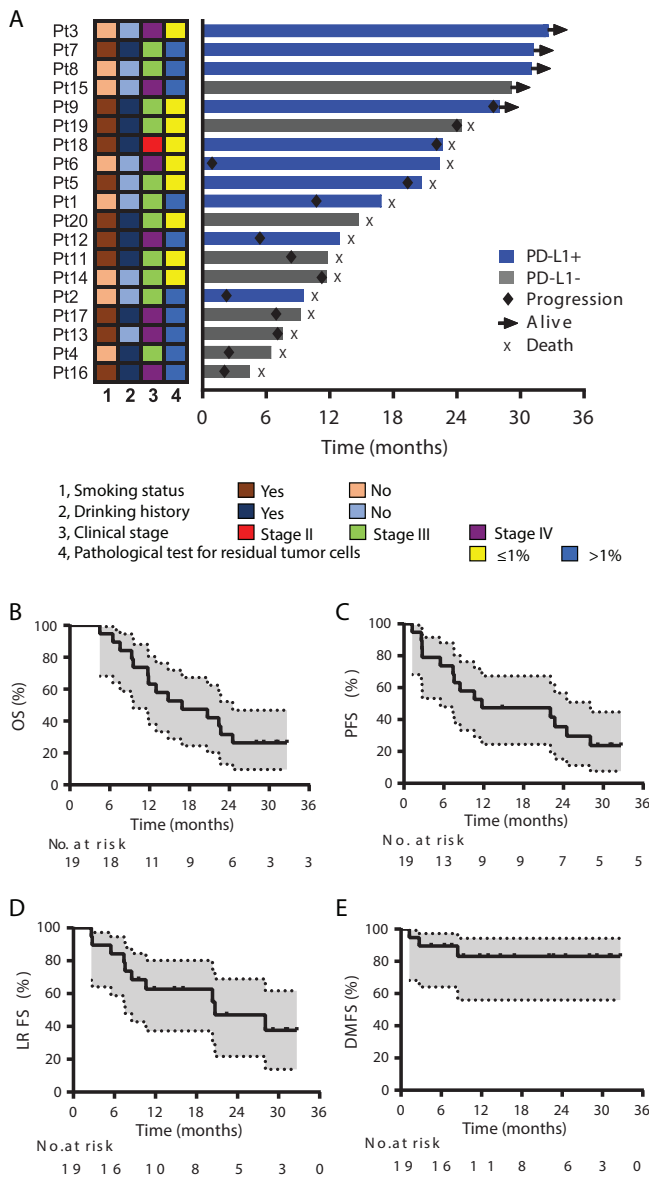 A
Pt3
Pt7
Pt8
Pt15
Pt9
Pt19 x
Pt18 x
Pt6 x
Pt5 x
Pt1 x
Pt20 x
Pt12 x
Pt11 x
Pt14 x
Pt2 x
Pt17 x
Pt13 x
Pt4 x
Pt16 x
PD-L1+
PD-L1-
Progression
Alive
x Death
1 2 3 4
0 6 12 18 24 30 36
Time (months)
1, Smoking status Yes No
2, Drinking history Yes No
3, Clinical stage Stage II Stage III Stage IV
4, Pathological test for residual tumor cells ≤1% >1%
B
OS (%)
100
80
60
40
20
0
0 6 12 18 24 30 36
Time (months)
No. at risk
19 18 11 9 6 3 3
C
PFS (%)
100
80
60
40
20
0
0 6 12 18 24 30 36
Time (months)
No. at risk
19 13 9 9 7 5 5
D
LR FS (%)
100
80
60
40
20
0
0 6 12 18 24 30 36
Time (months)
No.at risk
19 16 10 8 5 3 0
E
DMFS (%)
100
80
60
40
20
0
0 6 12 18 24 30 36
Time (months)
No.at risk
19 16 11 8 6 3 0